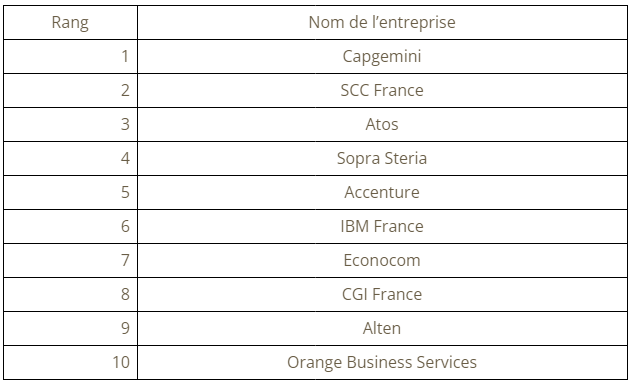 Rang Nom de l’entreprise
1 Capgemini
2 SCC France
3 Atos
4 Sopra Steria
5 Accenture
6 IBM France
7 Econocom
8 CGI France
9 Alten
10 Orange Business Services